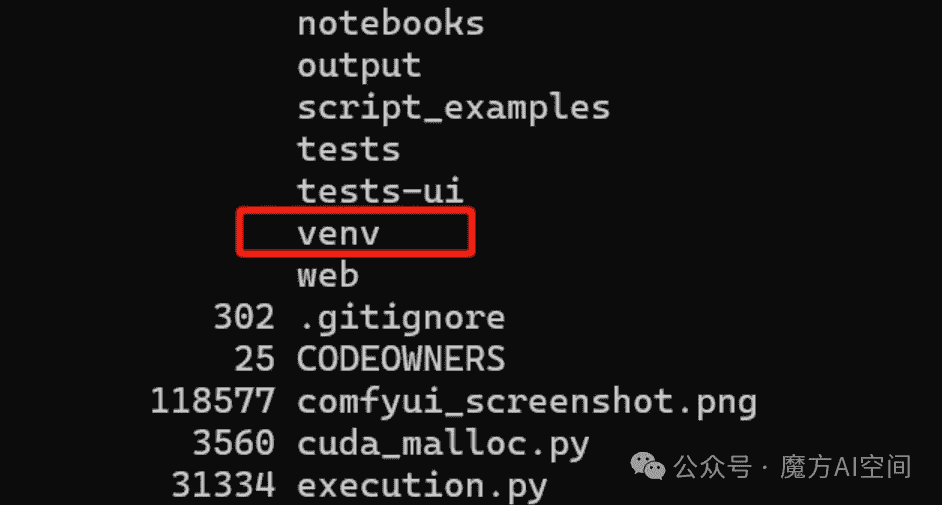 notebooks
output
script_examples
tests
tests-ui
venv
web
302 .gitignore
25 CODEOWNERS
118577 comfyui_screenshot.png
3560 cuda_malloc.py
31334 execution.py
公众号 · 魔方AI空间